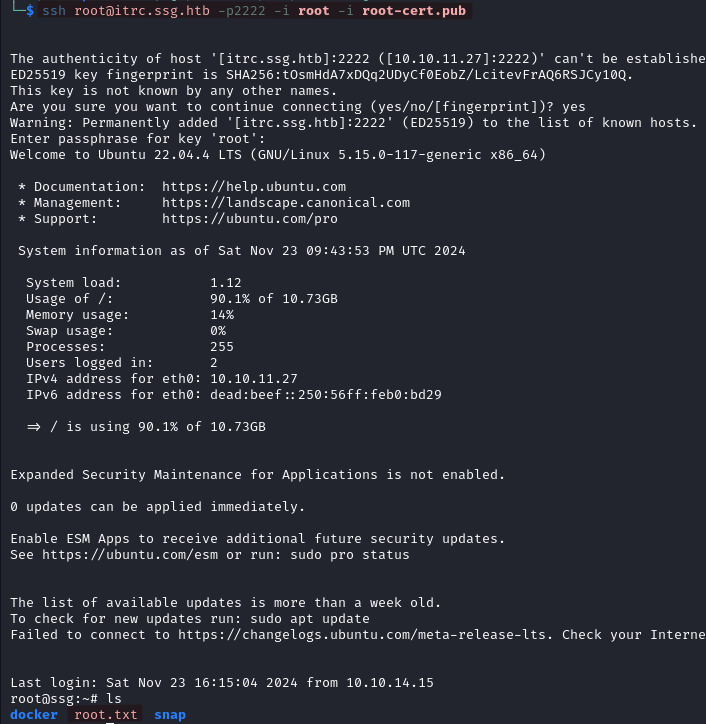 └─$ ssh root@itrc.ssg.htb -p2222 -i root -i root-cert.pub
The authenticity of host '[itrc.ssg.htb]:2222 ([10.10.11.27]:2222)' can't be establishe
ED25519 key fingerprint is SHA256:tOsmHdA7xDQq2UDyCf0EobZ/LcitevFrAQ6RSJCy10Q.
This key is not known by any other names.
Are you sure you want to continue connecting (yes/no/[fingerprint])? yes
Warning: Permanently added '[itrc.ssg.htb]:2222' (ED25519) to the list of known hosts.
Enter passphrase for key 'root':
Welcome to Ubuntu 22.04.4 LTS (GNU/Linux 5.15.0-117-generic x86_64)
* Documentation: https://help.ubuntu.com
* Management: https://landscape.canonical.com
* Support: https://ubuntu.com/pro
System information as of Sat Nov 23 09:43:53 PM UTC 2024
System load: 1.12
Usage of /: 90.1% of 10.73GB
Memory usage: 14%
Swap usage: 0%
Processes: 255
Users logged in: 2
IPv4 address for eth0: 10.10.11.27
IPv6 address for eth0: dead:beef::250:56ff:feb0:bd29
=> / is using 90.1% of 10.73GB
Expanded Security Maintenance for Applications is not enabled.
0 updates can be applied immediately.
Enable ESM Apps to receive additional future security updates.
See https://ubuntu.com/esm or run: sudo pro status
The list of available updates is more than a week old.
To check for new updates run: sudo apt update
Failed to connect to https://changelogs.ubuntu.com/meta-release-lts. Check your Interne
Last login: Sat Nov 23 16:15:04 2024 from 10.10.14.15
root@ssg:~# ls
docker root.txt snap